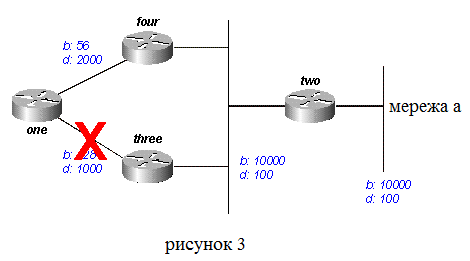 four
b: 56
d: 2000
two
one
мережа а
three
d: 1000
b: 10000
d: 100
b: 10000
d: 100
рисунок 3